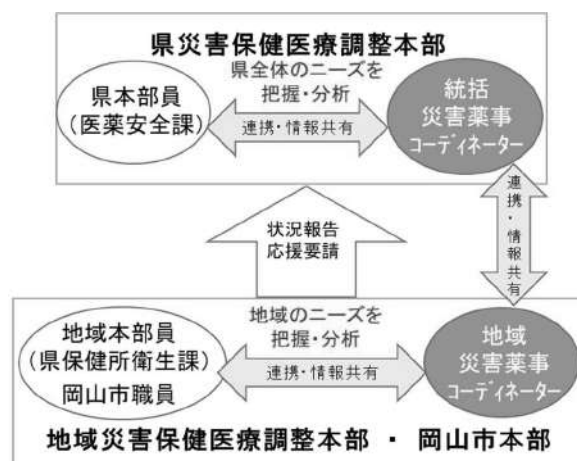 県災害保健医療調整本部
県全体のニーズを
把握・分析
県本部員
(医薬安全課)
連携・情報共有
統括
災害薬事
コーディネーター
状況報告
応援要請
連携・情報共有
地域のニーズを
把握・分析
地域本部員
(県保健所衛生課)
岡山市職員
連携・情報共有
地域
災害薬事
コーディネーター
地域災害保健医療調整本部 ・ 岡山市本部